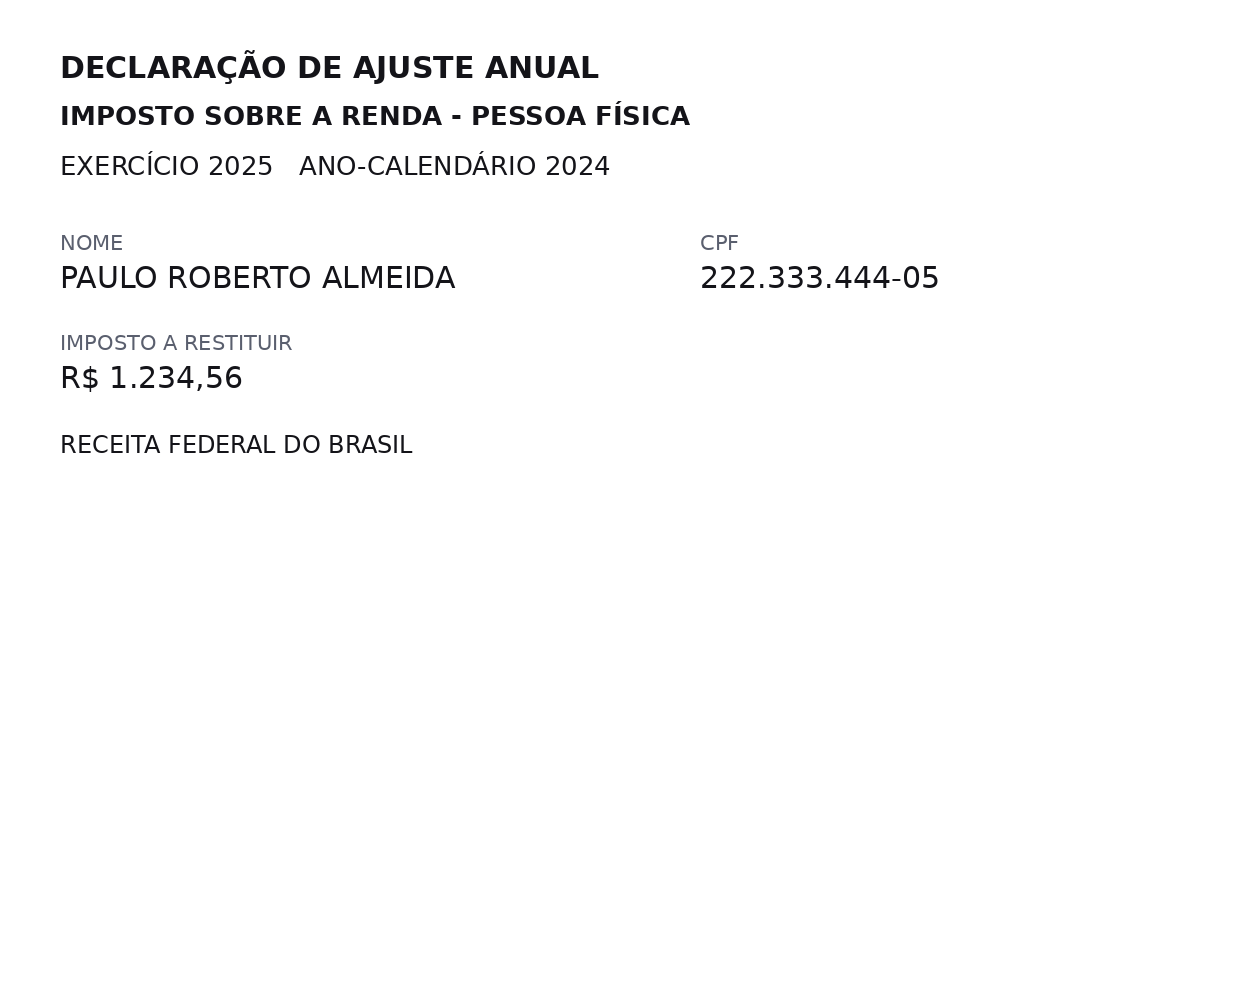 DECLARAÇÃO DE AJUSTE ANUAL
IMPOSTO SOBRE A RENDA - PESSOA FÍSICA
EXERCÍCIO 2025 ANO-CALENDÁRIO 2024
NOME CPF
PAULO ROBERTO ALMEIDA 222.333.444-05
IMPOSTO A RESTITUIR
R$ 1.234,56
RECEITA FEDERAL DO BRASIL